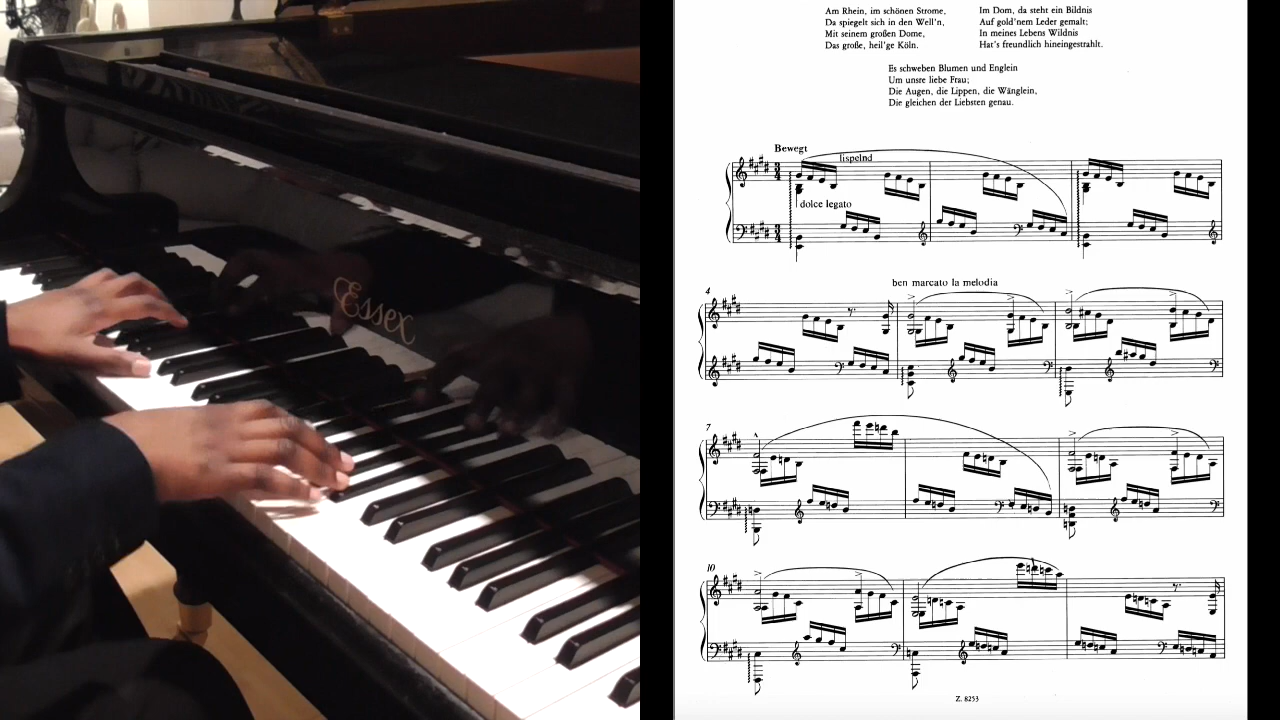 Am Rhein, im schönen Strome,
Da spiegelt sich in den Well'n,
Mit seinem großen Dome,
Das große, heil'ge Köln.
Im Dom, da steht ein Bildnis
Auf gold'nem Leder gemalt;
In meines Lebens Wildnis
Hat's freundlich hineingestrahlt.
Es schweben Blumen und Englein
Um unsre liebe Frau;
Die Augen, die Lippen, die Wänglein,
Die gleichen der Liebsten genau.
Bewegt
lispelnd
dolce legato
4
ben marcato la melodia
7
10
Z. 8253
Essex